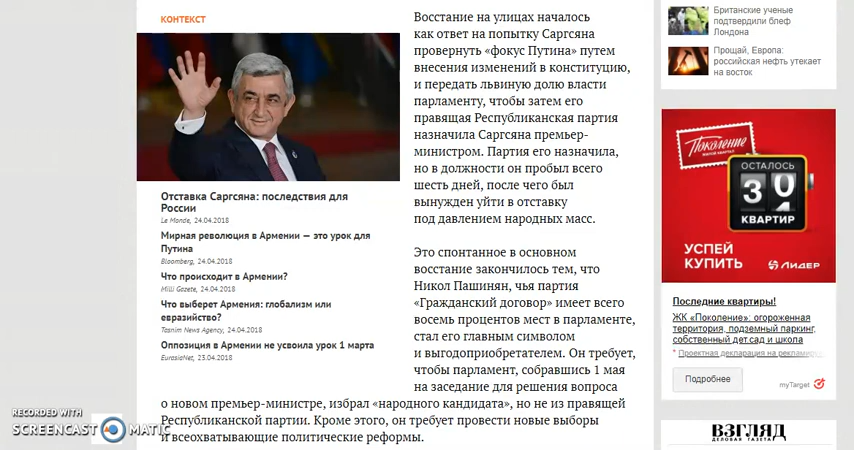 КОНТЕКСТ
Отставка Саргсяна: последствия для
России
Le Monde, 24.04.2018
Мирная революция в Армении — это урок для
Путина
Bloomberg, 24.04.2018
Что происходит в Армении?
Milli Gazete, 24.04.2018
Что выберет Армения: глобализм или
евразийство?
Tasnim News Agency, 24.04.2018
Оппозиция в Армении не усвоила урок 1 марта
EurasiaNet, 23.04.2018
Восстание на улицах началось
как ответ на попытку Саргсяна
провернуть «фокус Путина» путем
внесения изменений в конституцию,
и передать львиную долю власти
парламенту, чтобы затем его
правящая Республиканская партия
назначила Саргсяна премьер-
министром. Партия его назначила,
но в должности он пробыл всего
шесть дней, после чего был
вынужден уйти в отставку
под давлением народных масс.
Это спонтанное в основном
восстание закончилось тем, что
Никол Пашинян, чья партия
«Гражданский договор» имеет всего
восемь процентов мест в парламенте,
стал его главным символом
и выгодоприобретателем. Он требует,
чтобы парламент, собравшись 1 мая
на заседание для решения вопроса
о новом премьер-министре, избрал «народного кандидата», но не из правящей
Республиканской партии. Кроме этого, он требует провести новые выборы
и всеохватывающие политические реформы.
Британские ученые
подтвердили блеф
Лондона
Прощай, Европа:
российская нефть утекает
на восток
Поколение
ЖИЛОЙ КВАРТАЛ
ОСТАЛОСЬ
КВАРТИР
УСПЕЙ
КУПИТЬ
ЛИДЕР
Последние квартиры!
ЖК «Поколение»: огороженная
территория, подземный паркинг,
собственный дет.сад и школа
* Проектная декларация на рекламиру
Подробнее
myTarget
ВЗГЛЯД
ДЕЛОВАЯ ГАЗЕТА
RECORDED WITH
SCREENCAST MATIC